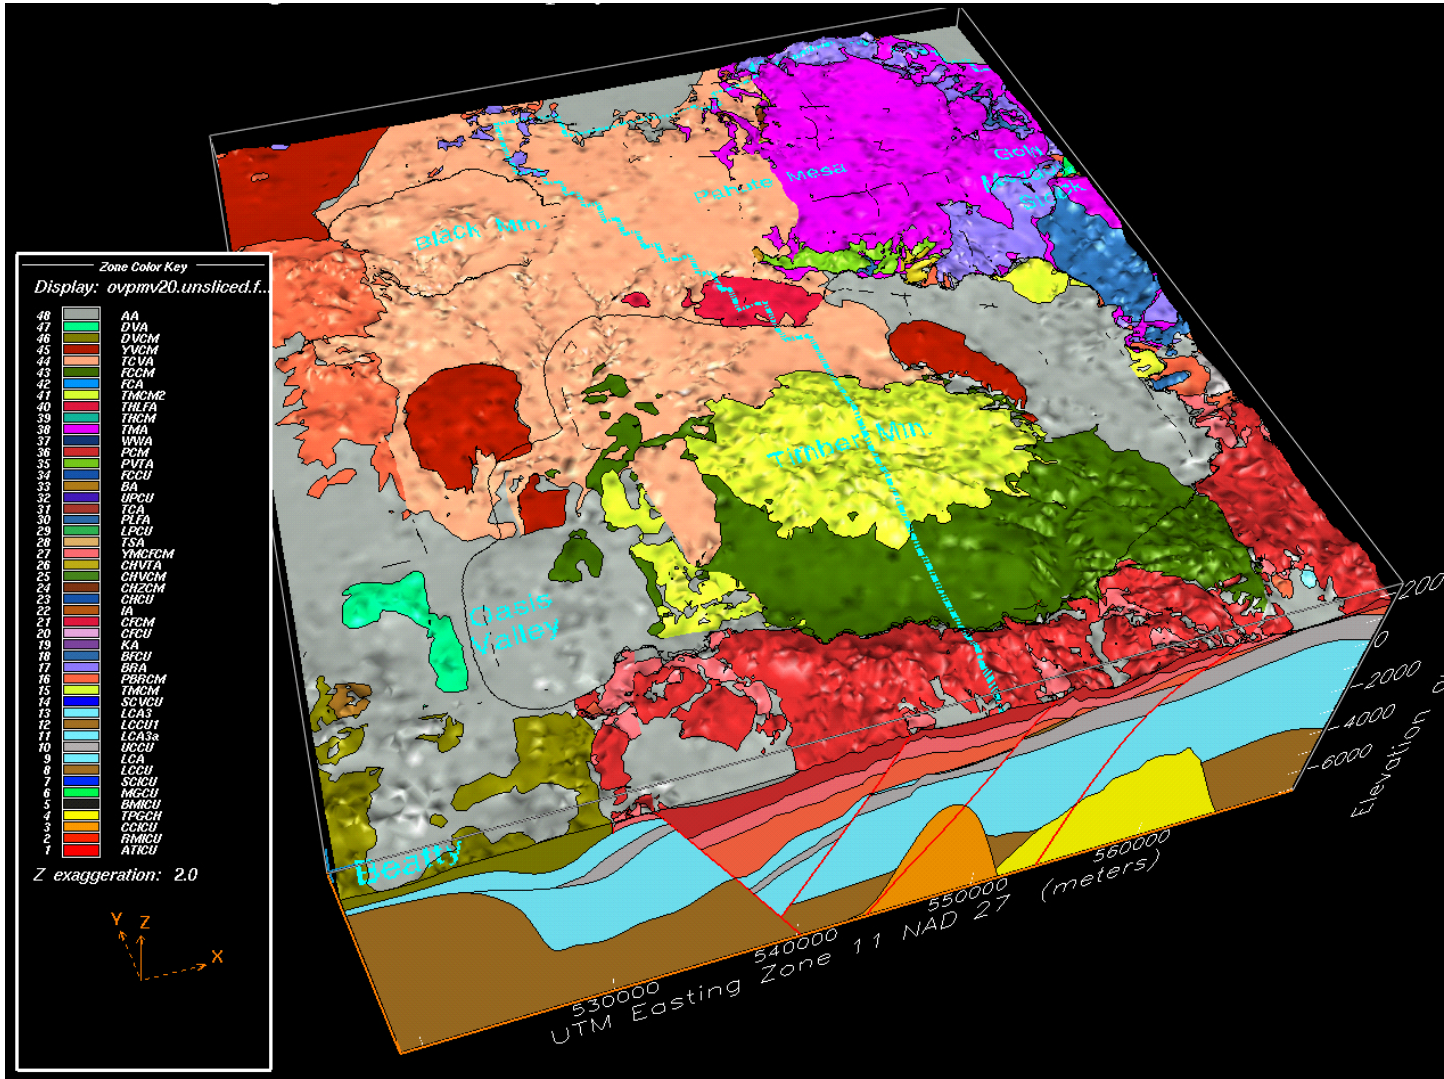 Zone Color Key
Display: ovpmv20.unsliced.f...
48 AA
47 DVA
46 DVCM
45 YVCM
44 TCVA
43 FCCM
42 FCA
41 TMCM2
40 THLFA
39 THCM
38 TMA
37 WWA
36 PCM
35 PVTA
34 FCCU
33 BA
32 UPCU
31 TCA
30 PLFA
29 LPCU
28 TSA
27 YMCFCM
26 CHVTA
25 CHVCM
24 CHZCM
23 CHCU
22 IA
21 CFCM
20 CFCU
19 KA
18 BFCU
17 BRA
16 PBRCM
15 TMCM
14 SCVCU
13 LCA3
12 LCCU1
11 LCA3a
10 UCCU
9 LCA
8 LCCU
7 SCICU
6 MGCU
5 BMICU
4 TPGCH
3 CCICU
2 RMICU
1 ATICU
Z exaggeration: 2.0
Y
Z
X
Pahute Mesa
Gold
Meadows
Stock
Black Mtn.
Timber Mtn.
Oasis
Valley
Beatty
200
0
-2000
-4000
-6000
Elevation
530000
540000
550000
560000
UTM Easting Zone 11 NAD 27 (meters)